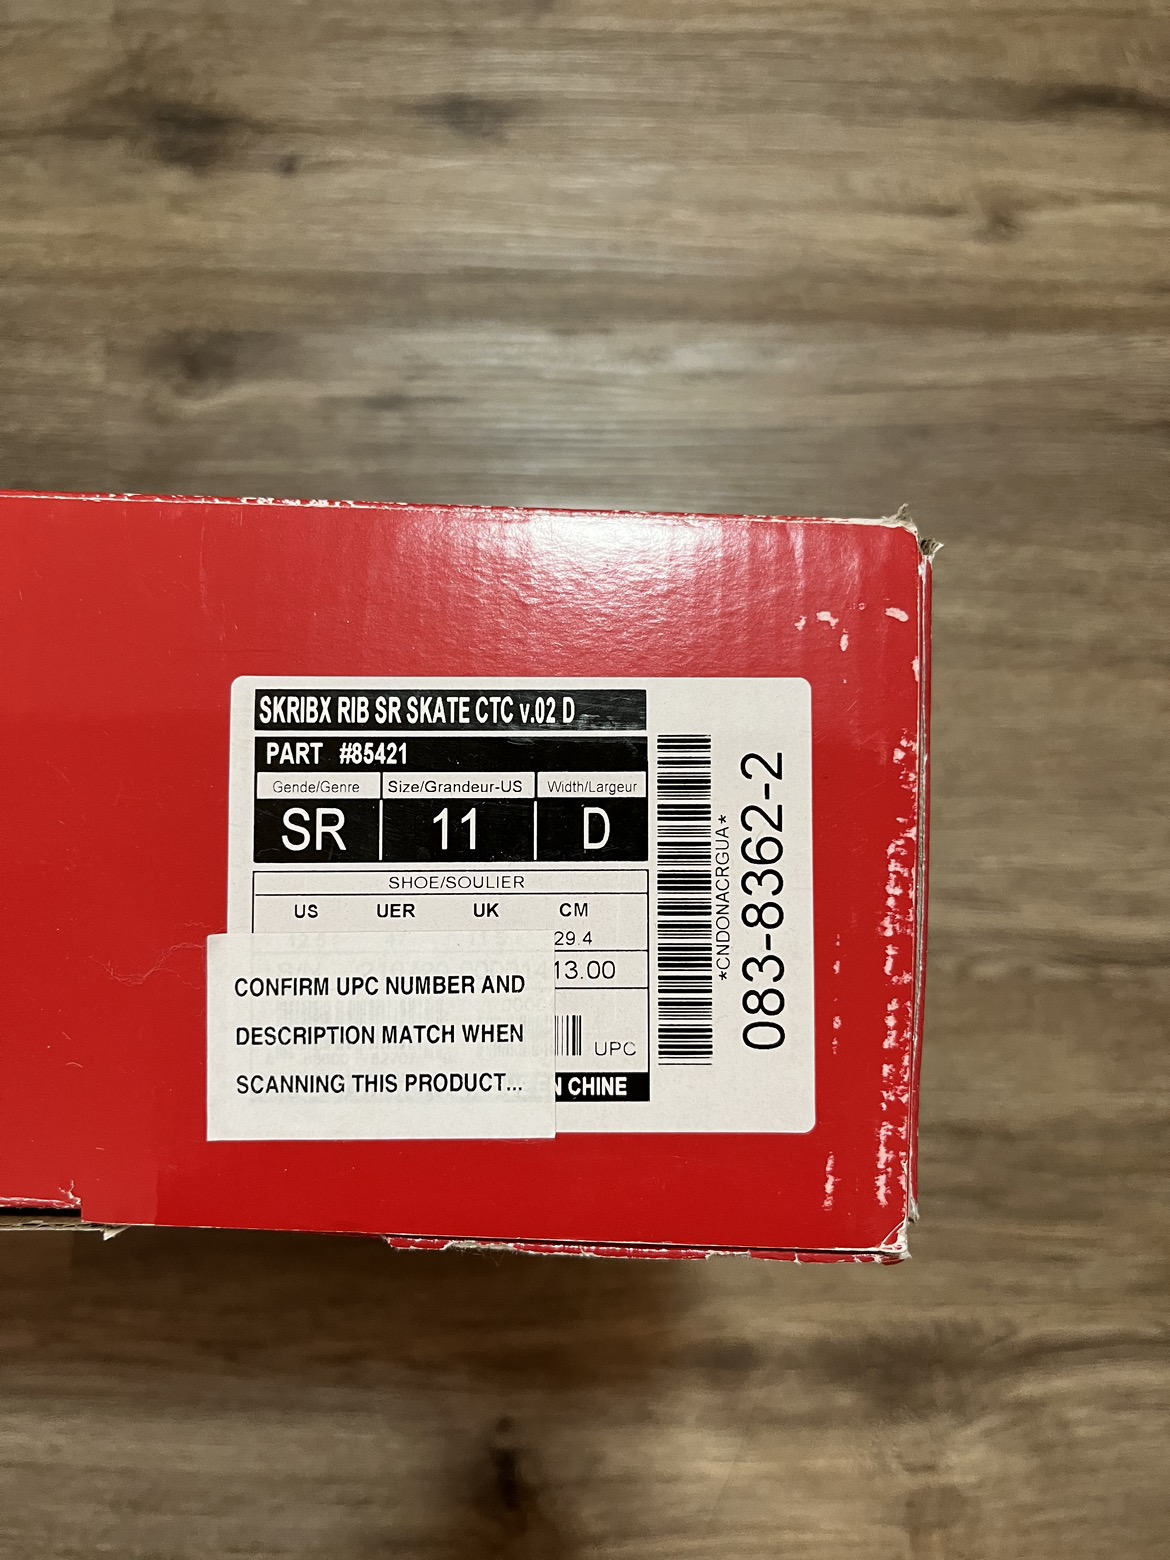 SKRIBX RIB SR SKATE CTC v.02 D
PART #85421
Gende/Genre Size/Grandeur-US Width/Largeur
SR 11 D
SHOE/SOULIER
US UER UK CM
29.4
13.00
UPC
N CHINE
CONFIRM UPC NUMBER AND
DESCRIPTION MATCH WHEN
SCANNING THIS PRODUCT...
*CNDONACRGUA*
083-8362-2